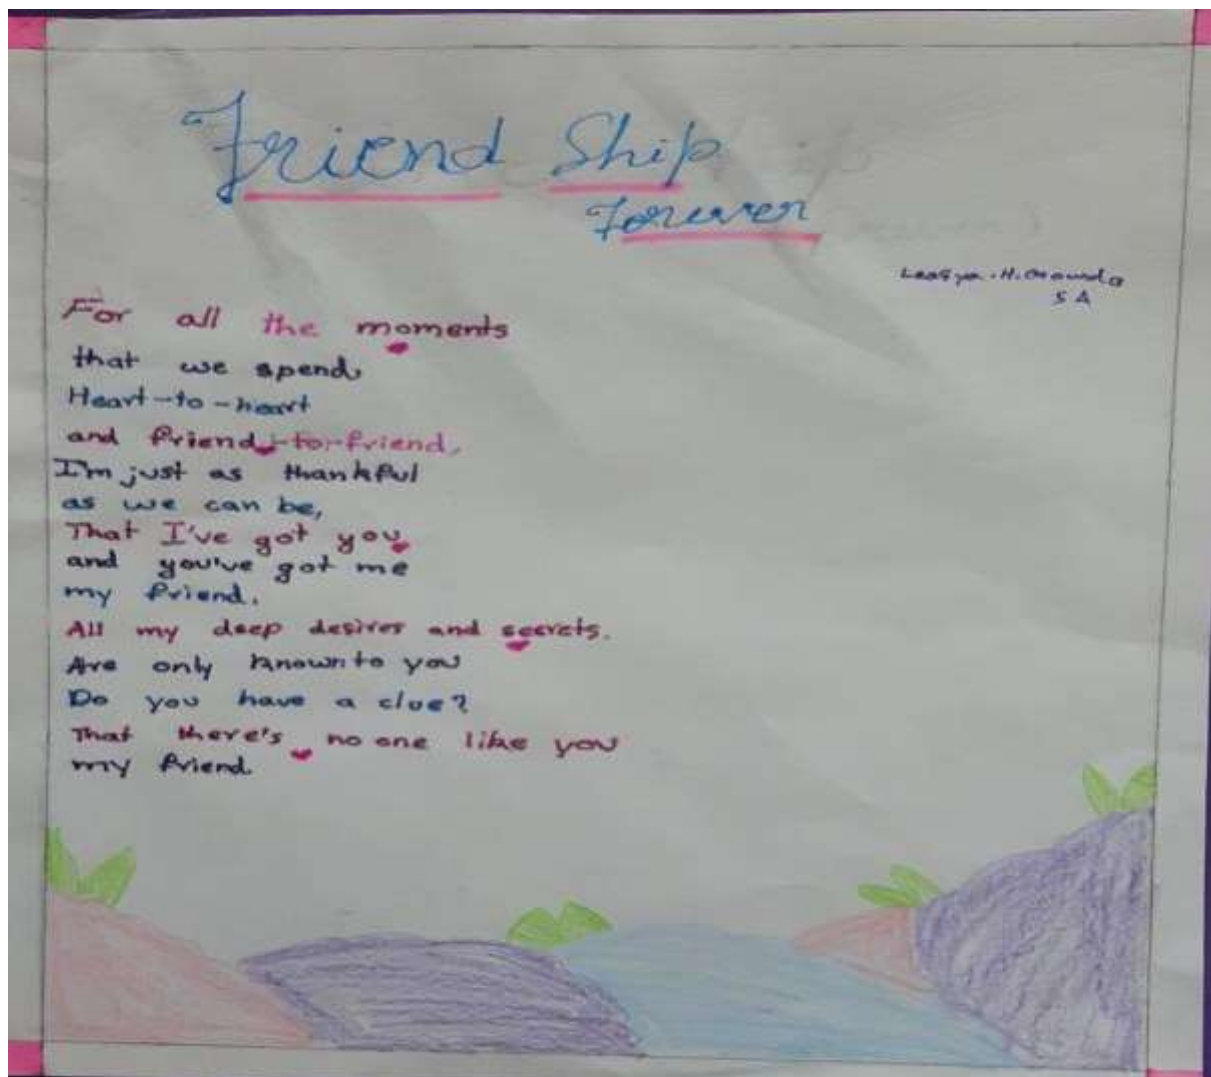 Friend Ship
Forever
H.
5 A
For all the moments
that we spend,
Heart-to-heart
and friend-to-friend,
I'm just as thankful
as we can be,
That I've got you
and you've got me
my friend.
All my deep desires and secrets.
Are only known to you
Do you have a clue?
That there's no one like you
my friend.